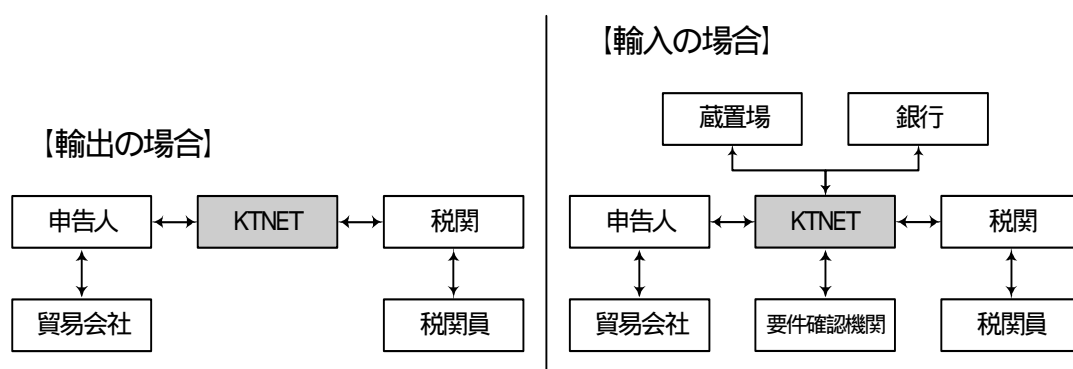 【輸出の場合】
申告人
KTNET
税関
貿易会社
税関員
【輸入の場合】
蔵置場
銀行
申告人
KTNET
税関
貿易会社
要件確認機関
税関員